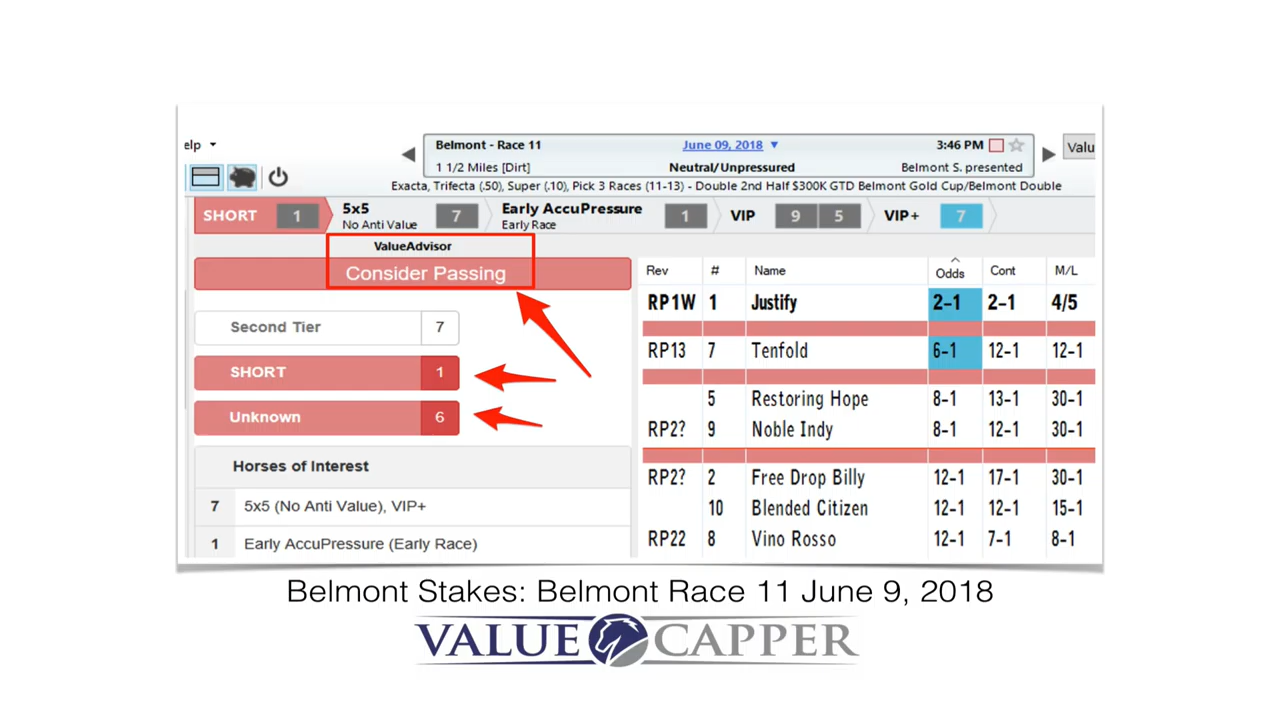 elp
Belmont - Race 11 June 09, 2018 3:46 PM
Valu
1 1/2 Miles [Dirt] Neutral/Unpressured Belmont S. presented
Exacta, Trifecta (.50), Super (.10), Pick 3 Races (11-13) - Double 2nd Half $300K GTD Belmont Gold Cup/Belmont Double
SHORT 1 5x5 No Anti Value 7 Early AccuPressure Early Race 1 VIP 9 5 VIP+ 7
ValueAdvisor
Consider Passing
Second Tier 7
SHORT 1
Unknown 6
Horses of Interest
7 5x5 (No Anti Value), VIP+
1 Early AccuPressure (Early Race)
Rev # Name Odds Cont M/L
RP1W 1 Justify 2-1 2-1 4/5
RP13 7 Tenfold 6-1 12-1 12-1
5 Restoring Hope 8-1 13-1 30-1
RP2? 9 Noble Indy 8-1 12-1 30-1
RP2? 2 Free Drop Billy 12-1 17-1 30-1
10 Blended Citizen 12-1 12-1 15-1
RP22 8 Vino Rosso 12-1 7-1 8-1
Belmont Stakes: Belmont Race 11 June 9, 2018
VALUE CAPPER